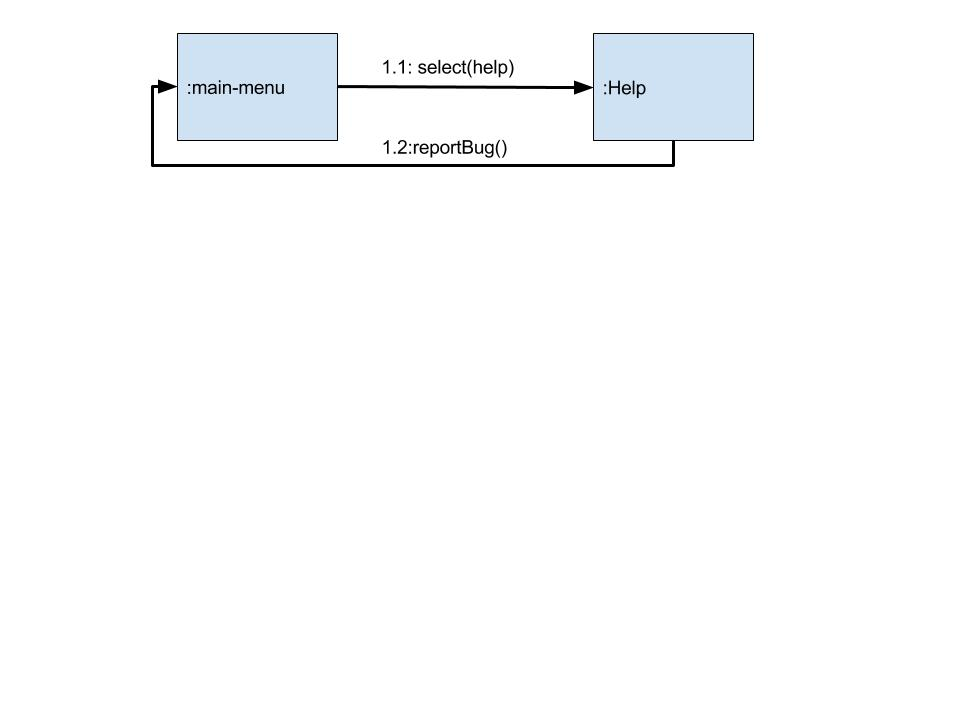 1.1: select(help)
:main-menu
:Help
1.2:reportBug()